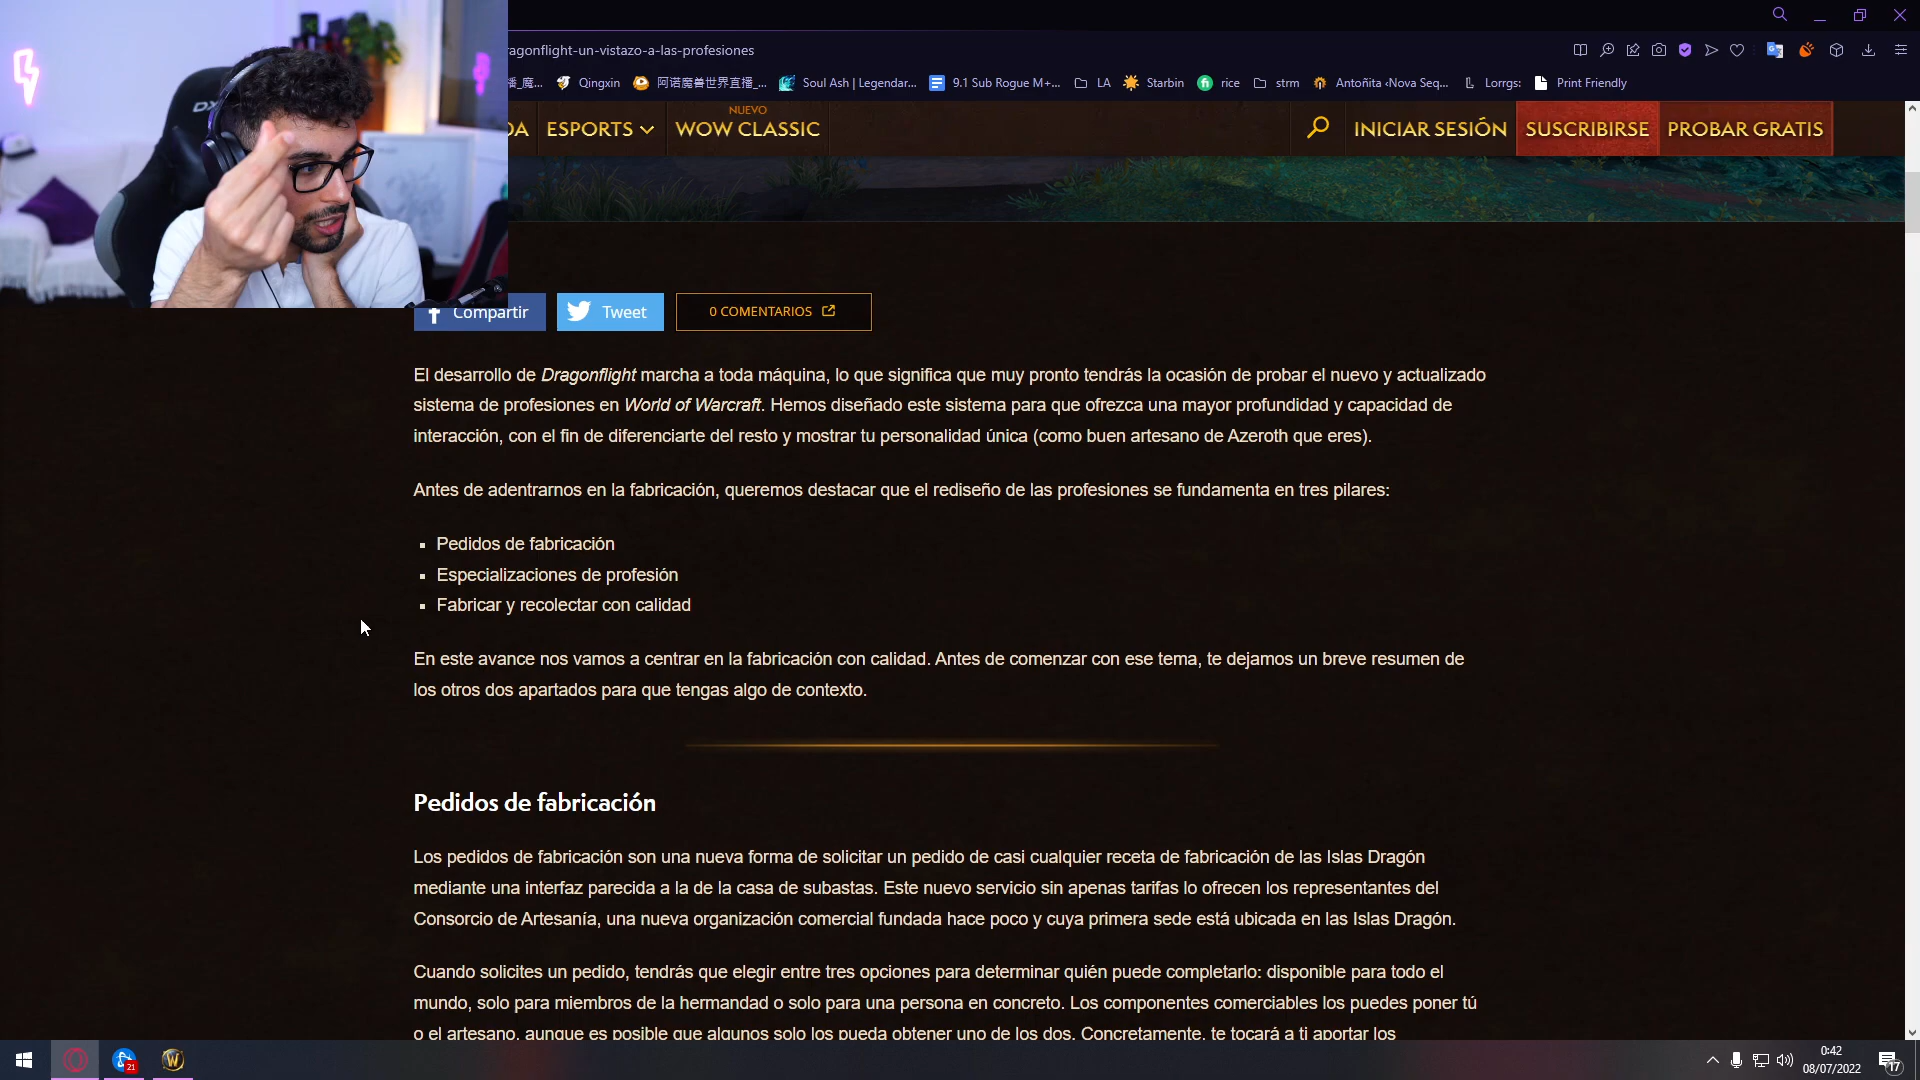 DX
ragonflight-un-vistazo-a-las-profesiones
Qingxin
阿诺魔兽世界直播_...
Soul Ash | Legendar...
9.1 Sub Rogue M+...
LA
Starbin
rice
strm
Antoñita ‹Nova Seq...
Lorrgs:
Print Friendly
DA
ESPORTS
NUEVO
WOW CLASSIC
INICIAR SESIÓN
SUSCRIBIRSE
PROBAR GRATIS
Compartir
Tweet
0 COMENTARIOS
El desarrollo de Dragonflight marcha a toda máquina, lo que significa que muy pronto tendrás la ocasión de probar el nuevo y actualizado
sistema de profesiones en World of Warcraft. Hemos diseñado este sistema para que ofrezca una mayor profundidad y capacidad de
interacción, con el fin de diferenciarte del resto y mostrar tu personalidad única (como buen artesano de Azeroth que eres).
Antes de adentrarnos en la fabricación, queremos destacar que el rediseño de las profesiones se fundamenta en tres pilares:
Pedidos de fabricación
Especializaciones de profesión
Fabricar y recolectar con calidad
En este avance nos vamos a centrar en la fabricación con calidad. Antes de comenzar con ese tema, te dejamos un breve resumen de
los otros dos apartados para que tengas algo de contexto.
Pedidos de fabricación
Los pedidos de fabricación son una nueva forma de solicitar un pedido de casi cualquier receta de fabricación de las Islas Dragón
mediante una interfaz parecida a la de la casa de subastas. Este nuevo servicio sin apenas tarifas lo ofrecen los representantes del
Consorcio de Artesanía, una nueva organización comercial fundada hace poco y cuya primera sede está ubicada en las Islas Dragón.
Cuando solicites un pedido, tendrás que elegir entre tres opciones para determinar quién puede completarlo: disponible para todo el
mundo, solo para miembros de la hermandad o solo para una persona en concreto. Los componentes comerciables los puedes poner tú
o el artesano, aunque es posible que algunos solo los pueda obtener uno de los dos. Concretamente, te tocará a ti aportar los
21
0:42
08/07/2022
17